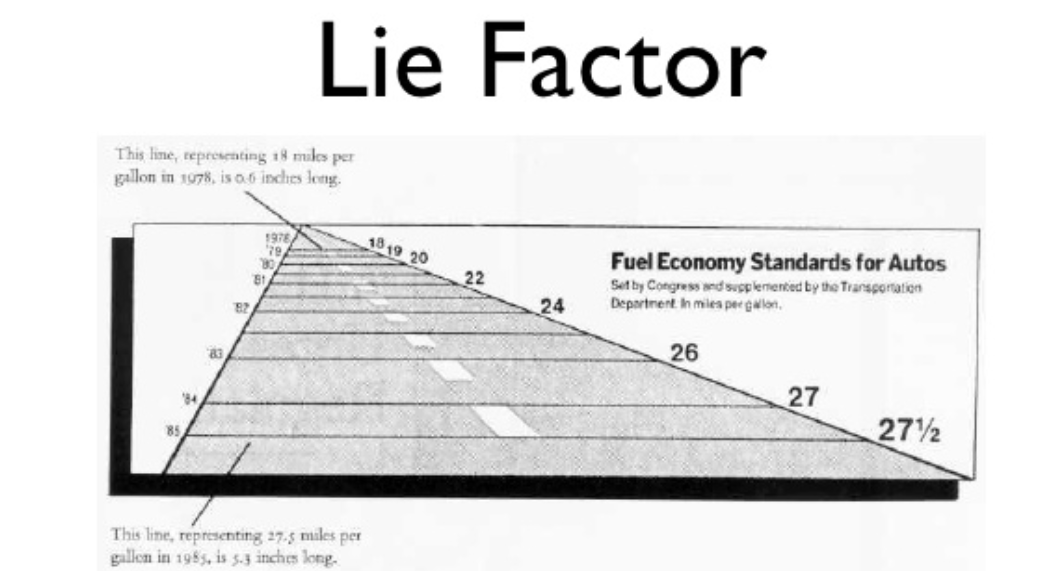 Lie Factor
This line, representing 18 miles per
gallon in 1978, is 0.6 inches long.
1978
'79
'80
'81
'82
'83
'84
'85
18
19
20
22
24
26
27
27½
Fuel Economy Standards for Autos
Set by Congress and supplemented by the Transportation
Department. In miles per gallon.
This line, representing 27.5 miles per
gallon in 1985, is 5.3 inches long.